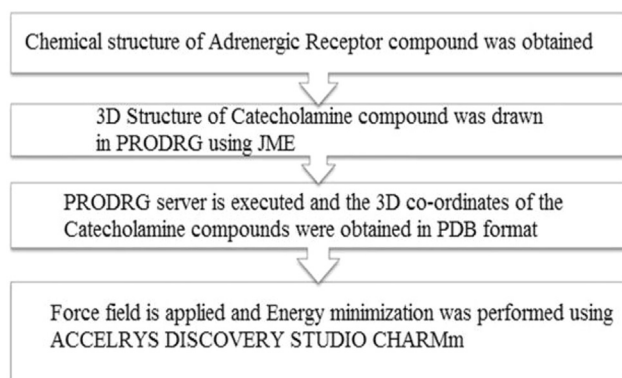 Chemical structure of Adrenergic Receptor compound was obtained
3D Structure of Catecholamine compound was drawn
in PRODRG using JME
PRODRG server is executed and the 3D co-ordinates of the
Catecholamine compounds were obtained in PDB format
Force field is applied and Energy minimization was performed using
ACCELRYS DISCOVERY STUDIO CHARMm